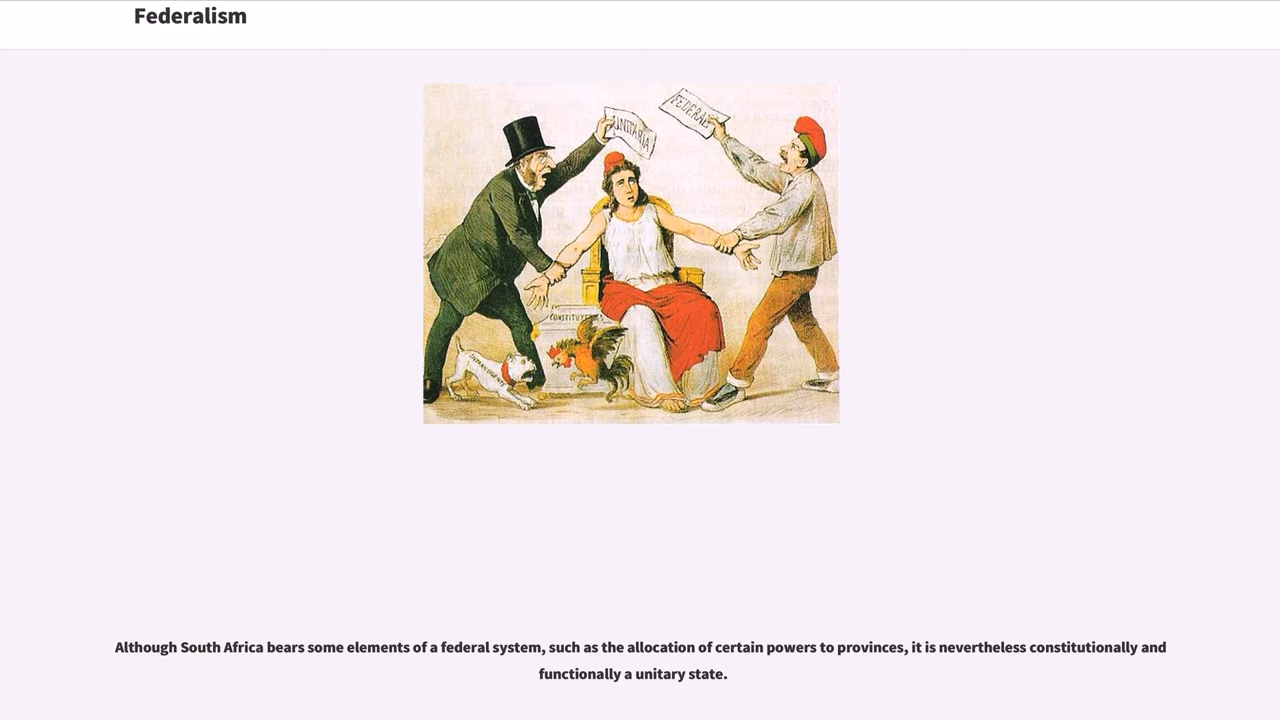 Federalism
UNITARIA
FEDERAL
Although South Africa bears some elements of a federal system, such as the allocation of certain powers to provinces, it is nevertheless constitutionally and
functionally a unitary state.